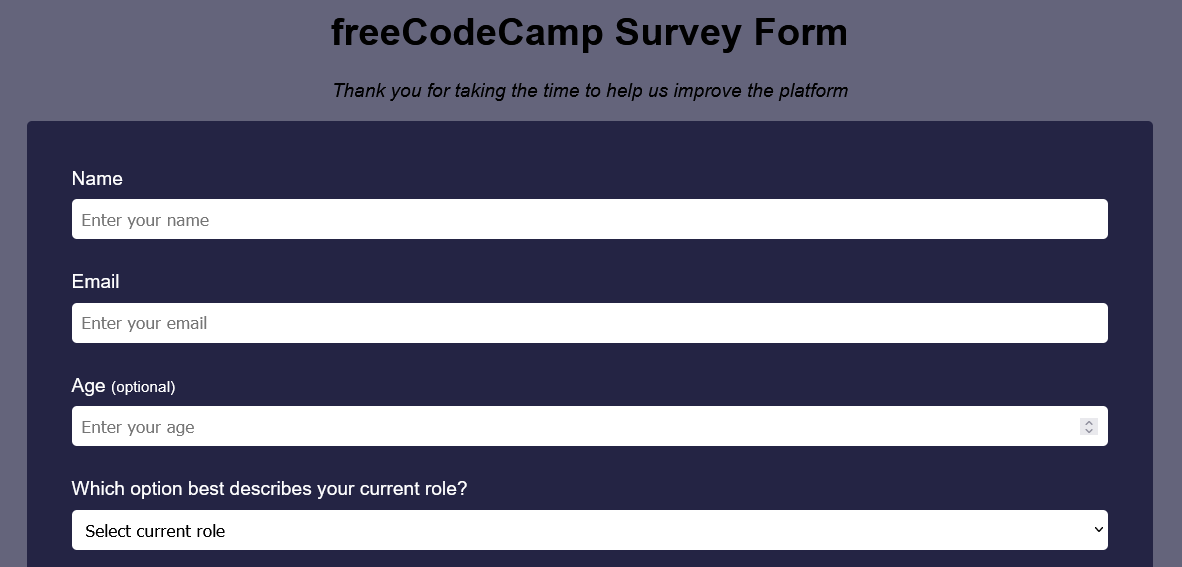 freeCodeCamp Survey Form
Thank you for taking the time to help us improve the platform
Name
Enter your name
Email
Enter your email
Age (optional)
Enter your age
Which option best describes your current role?
Select current role